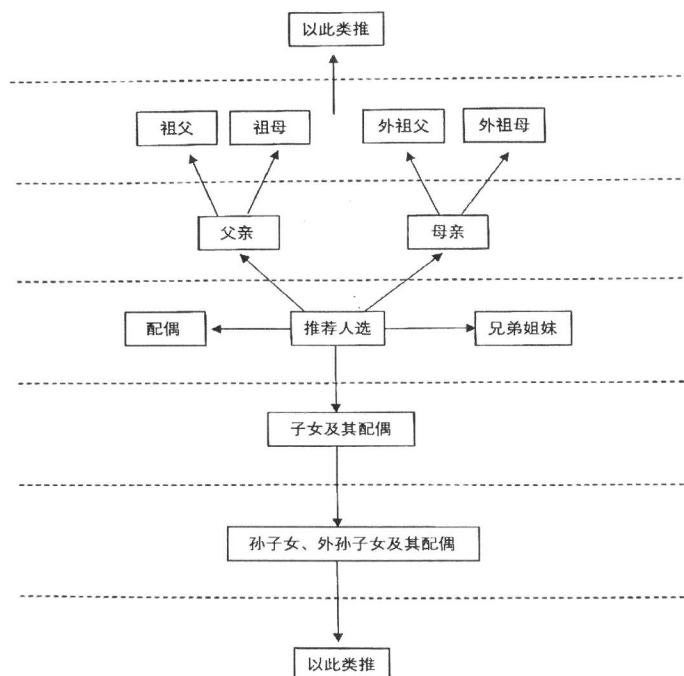 以此类推
祖父
祖母
外祖父
外祖母
父亲
母亲
配偶
推荐人选
兄弟姐妹
子女及其配偶
孙子女、外孙子女及其配偶
以此类推